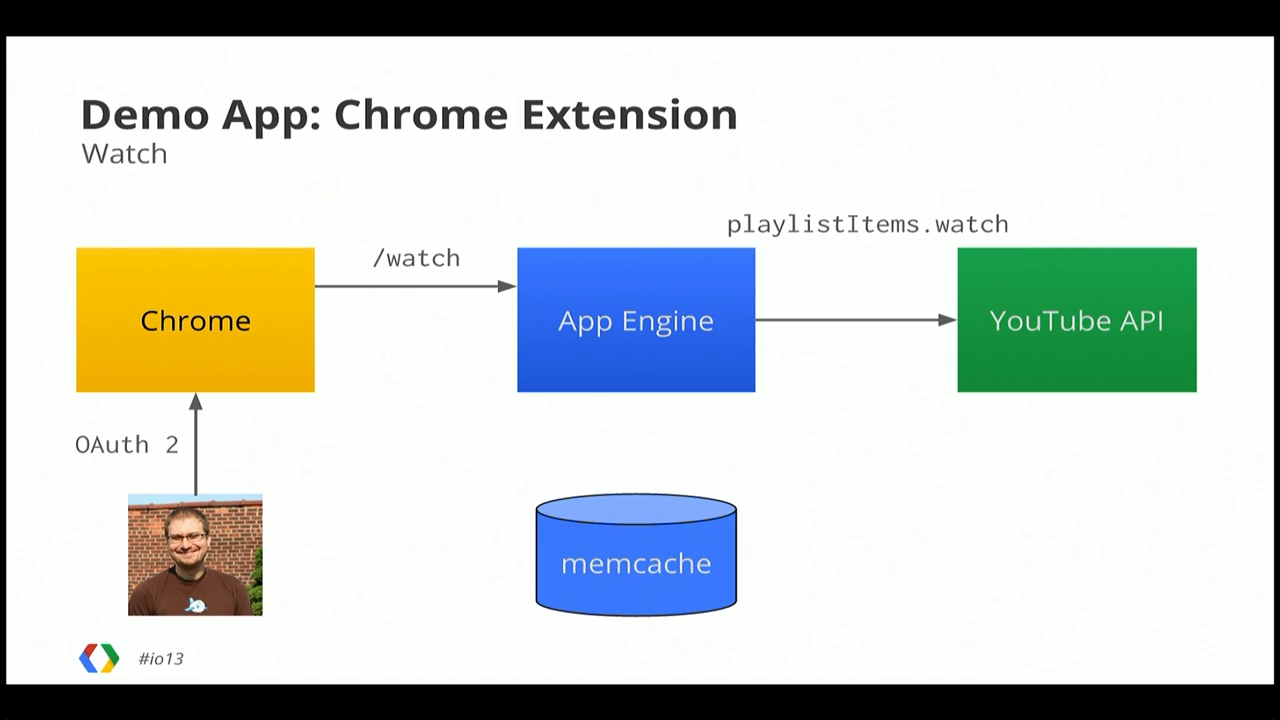 Demo App: Chrome Extension
Watch
playlistItems.watch
/watch
Chrome
App Engine
YouTube API
OAuth 2
memcache
#io13